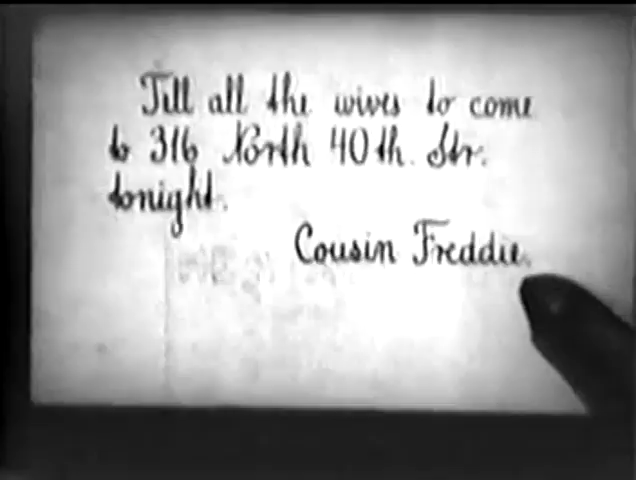 Tell all the wives to come
to 316 North 40th. Str.
tonight.
Cousin Freddie.